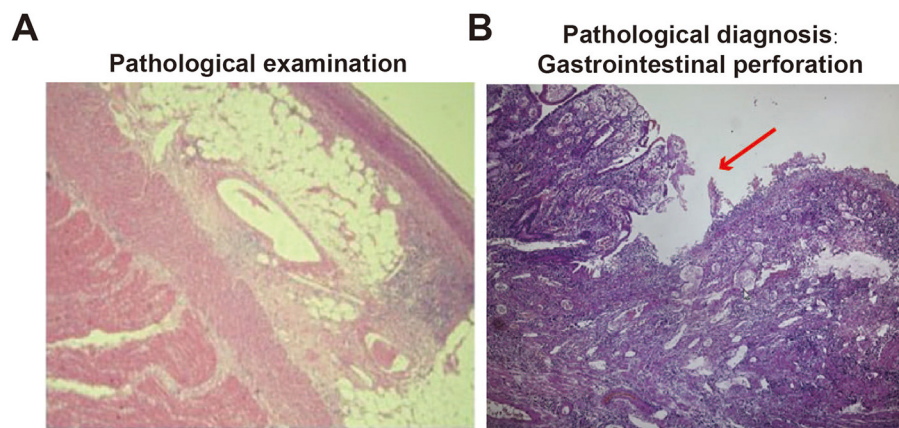 A
Pathological examination
B
Pathological diagnosis:
Gastrointestinal perforation